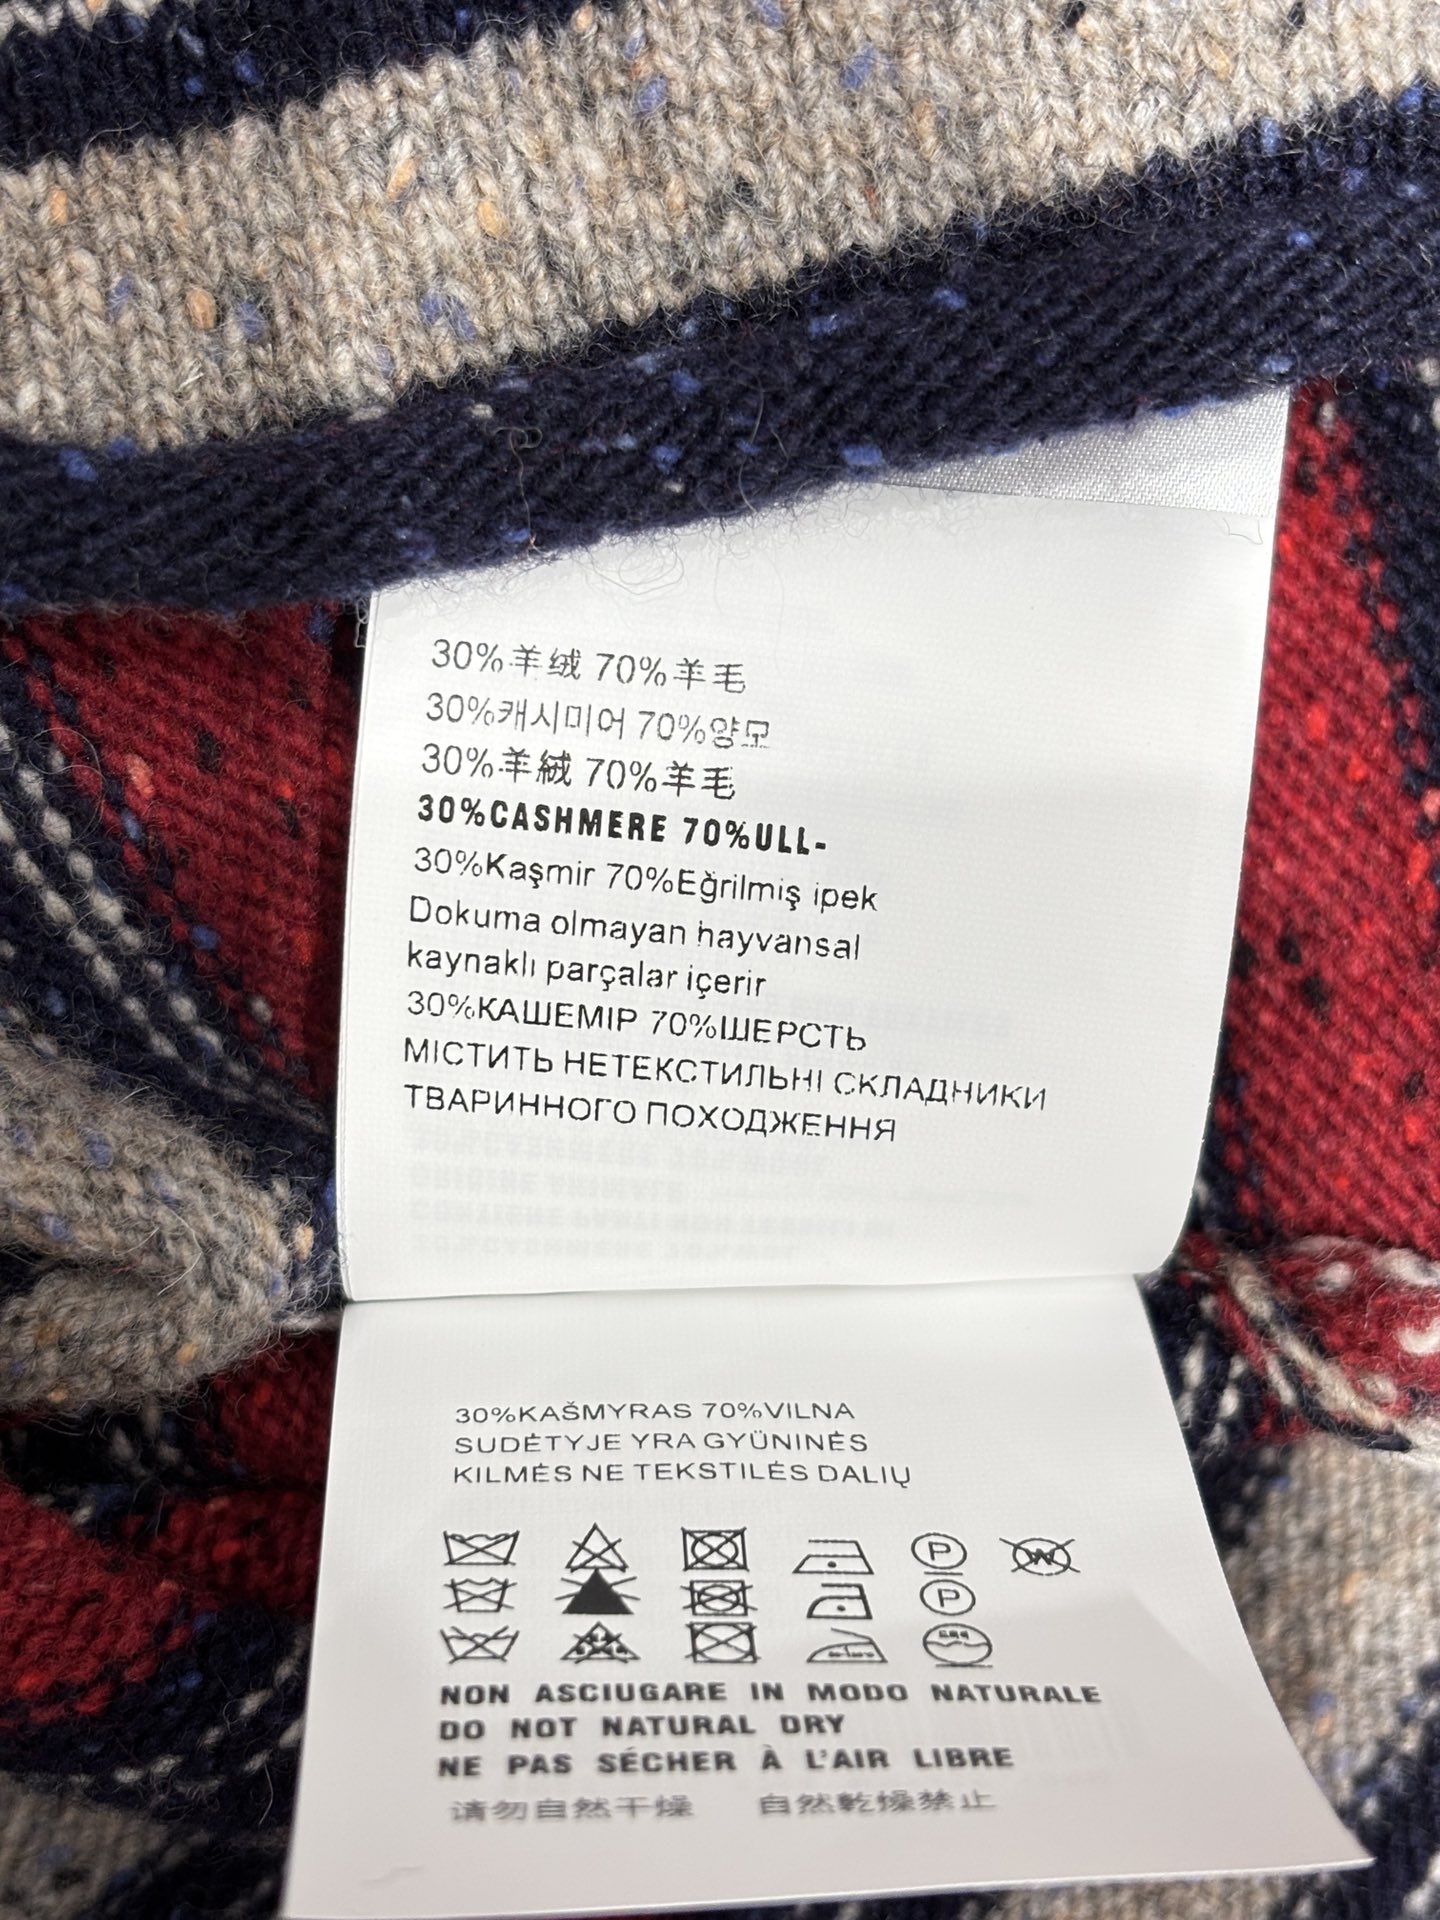 30%羊绒 70%羊毛
30%캐시미어 70%양모
30%羊絨 70%羊毛
30%CASHMERE 70%ULL-
30%Kaşmir 70%Eğrilmiş ipek
Dokuma olmayan hayvansal
kaynaklı parçalar içerir
30%КАШЕМІР 70%ШЕРСТЬ
МІСТИТЬ НЕТЕКСТИЛЬНІ СКЛАДНИКИ
ТВАРИННОГО ПОХОДЖЕННЯ
30%KAŠMYRAS 70%VILNA
SUDĖTYJE YRA GYŪNINĖS
KILMĖS NE TEKSTILĖS DALIŲ
P W
P
NON ASCIUGARE IN MODO NATURALE
DO NOT NATURAL DRY
NE PAS SÉCHER À L'AIR LIBRE
请勿自然干燥 自然乾燥禁止